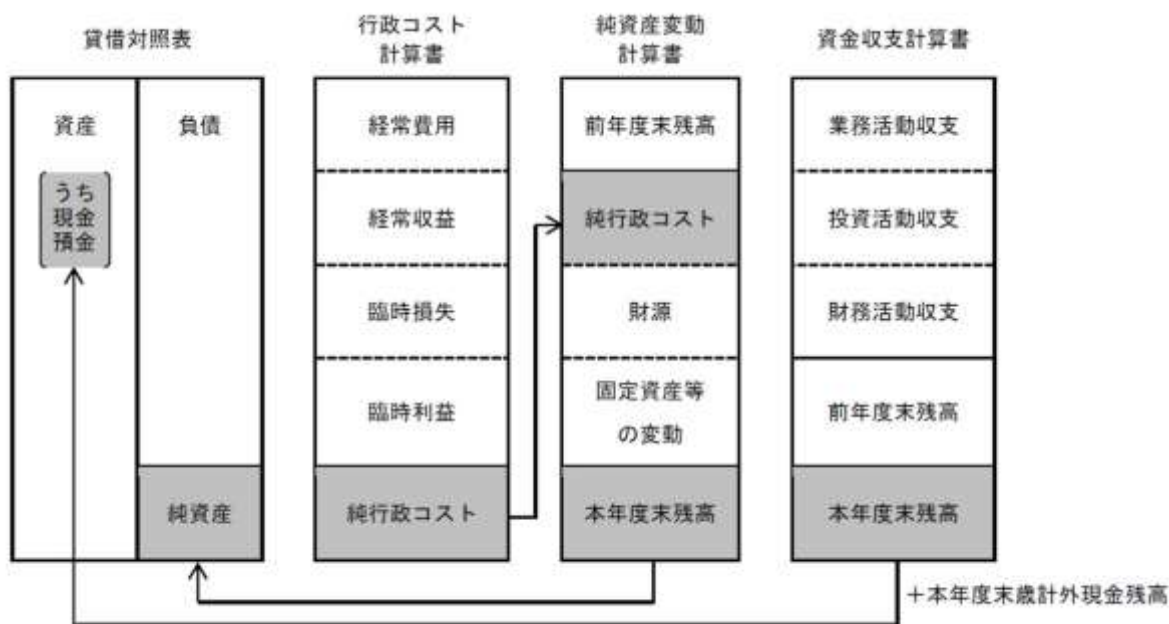 貸借対照表
行政コスト
計算書
純資産変動
計算書
資金収支計算書
資産
うち
現金
預金
負債
純資産
経常費用
経常収益
臨時損失
臨時利益
純行政コスト
前年度末残高
純行政コスト
財源
固定資産等
の変動
本年度末残高
業務活動収支
投資活動収支
財務活動収支
前年度末残高
本年度末残高
＋本年度末歳計外現金残高